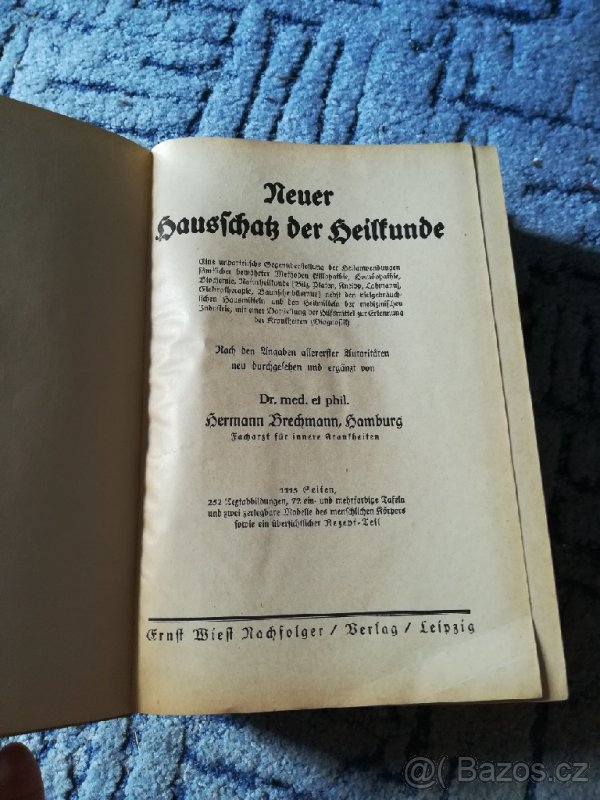 Neuer
Hausschatz der Heilkunde
Eine unparteiische Gegenüberstellung der Heilanwendungen
sämtlicher bewährter Methoden (Allopathie, Homöopathie,
Biochemie, Naturheilkunde [Bilz, Platen, Kneipp, Lahmann],
Elektrotherapie, Baunscheidtismus) nebst den vielgebräuch-
lichen Hausmitteln und den Heilmitteln der medizinischen
Industrie, mit einer Darstellung der Hilfsmittel zur Erkennung
der Krankheiten (Diagnostik)
Nach den Angaben allererster Autoritäten
neu durchgesehen und ergänzt von
Dr. med. et phil.
Hermann Brechmann, Hamburg
Facharzt für innere Krankheiten
1115 Seiten,
252 Textabbildungen, 72 ein- und mehrfarbige Tafeln
und zwei zerlegbare Modelle des menschlichen Körpers
sowie ein übersichtlicher Rezept-Teil
Ernst Wiest Nachfolger / Verlag / Leipzig
Bazos.cz